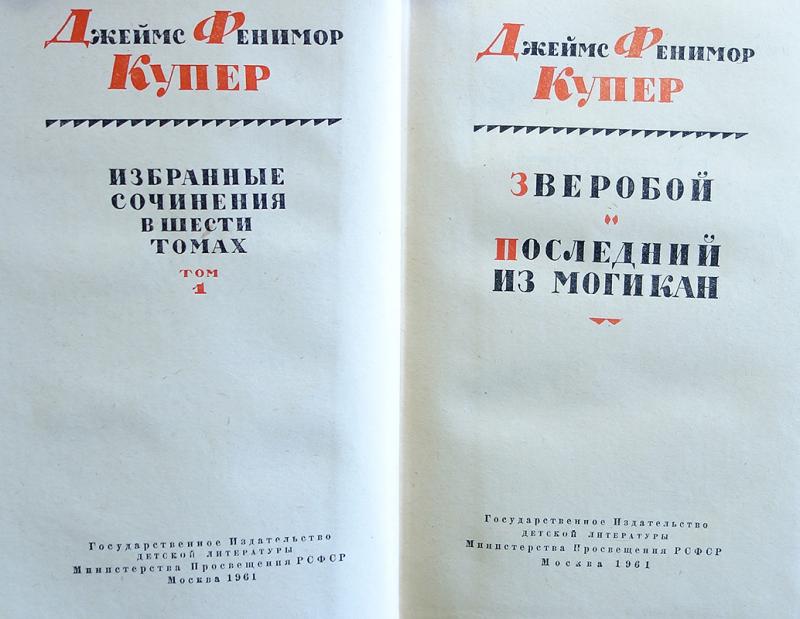 Джеймс Фенимор
Купер
ИЗБРАННЫЕ
СОЧИНЕНИЯ
В ШЕСТИ
ТОМАХ
ТОМ
1
Государственное Издательство
ДЕТСКОЙ ЛИТЕРАТУРЫ
Министерства Просвещения РСФСР
Москва 1961
Джеймс Фенимор
Купер
ЗВЕРОБОЙ
ПОСЛЕДНИЙ
ИЗ МОГИКАН
Государственное Издательство
ДЕТСКОЙ ЛИТЕРАТУРЫ
Министерства Просвещения РСФСР
Москва 1961